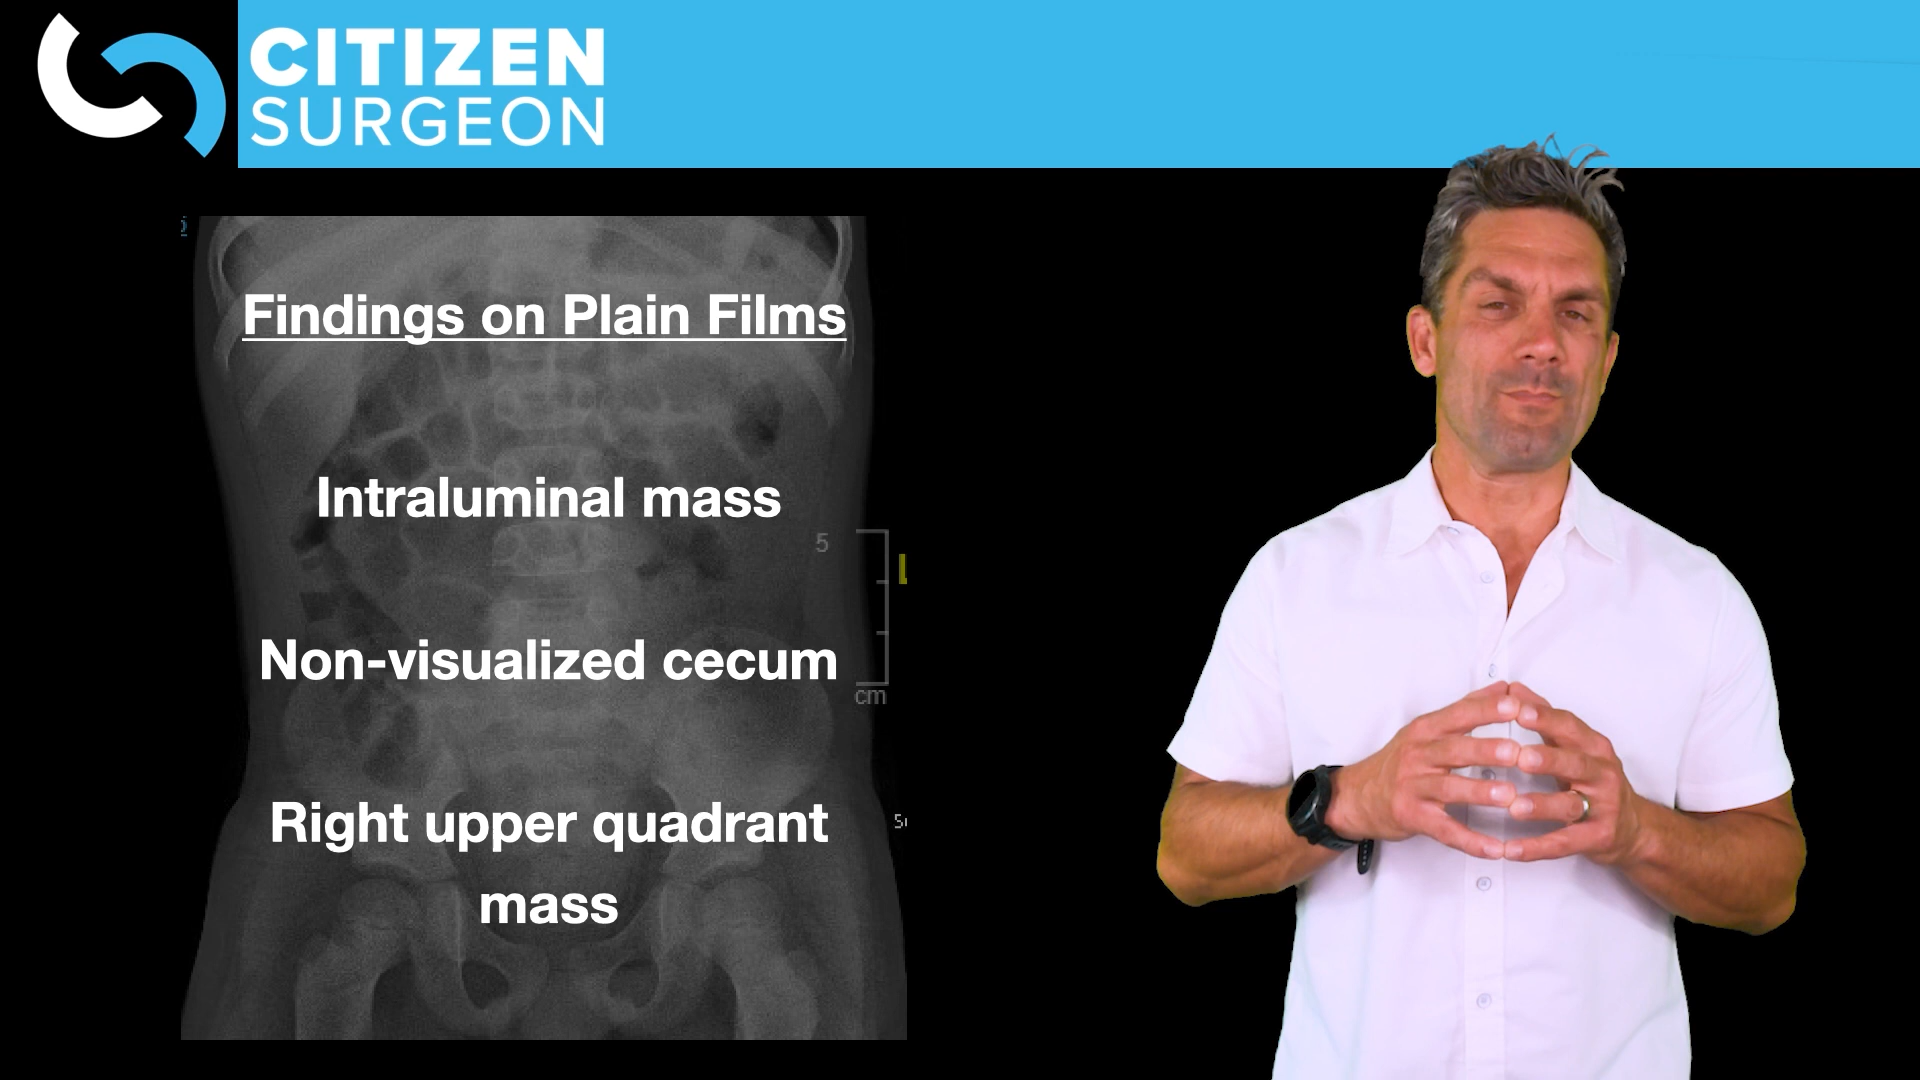 CITIZEN
SURGEON
Findings on Plain Films
Intraluminal mass
5
Non-visualized cecum
cm
Right upper quadrant
mass